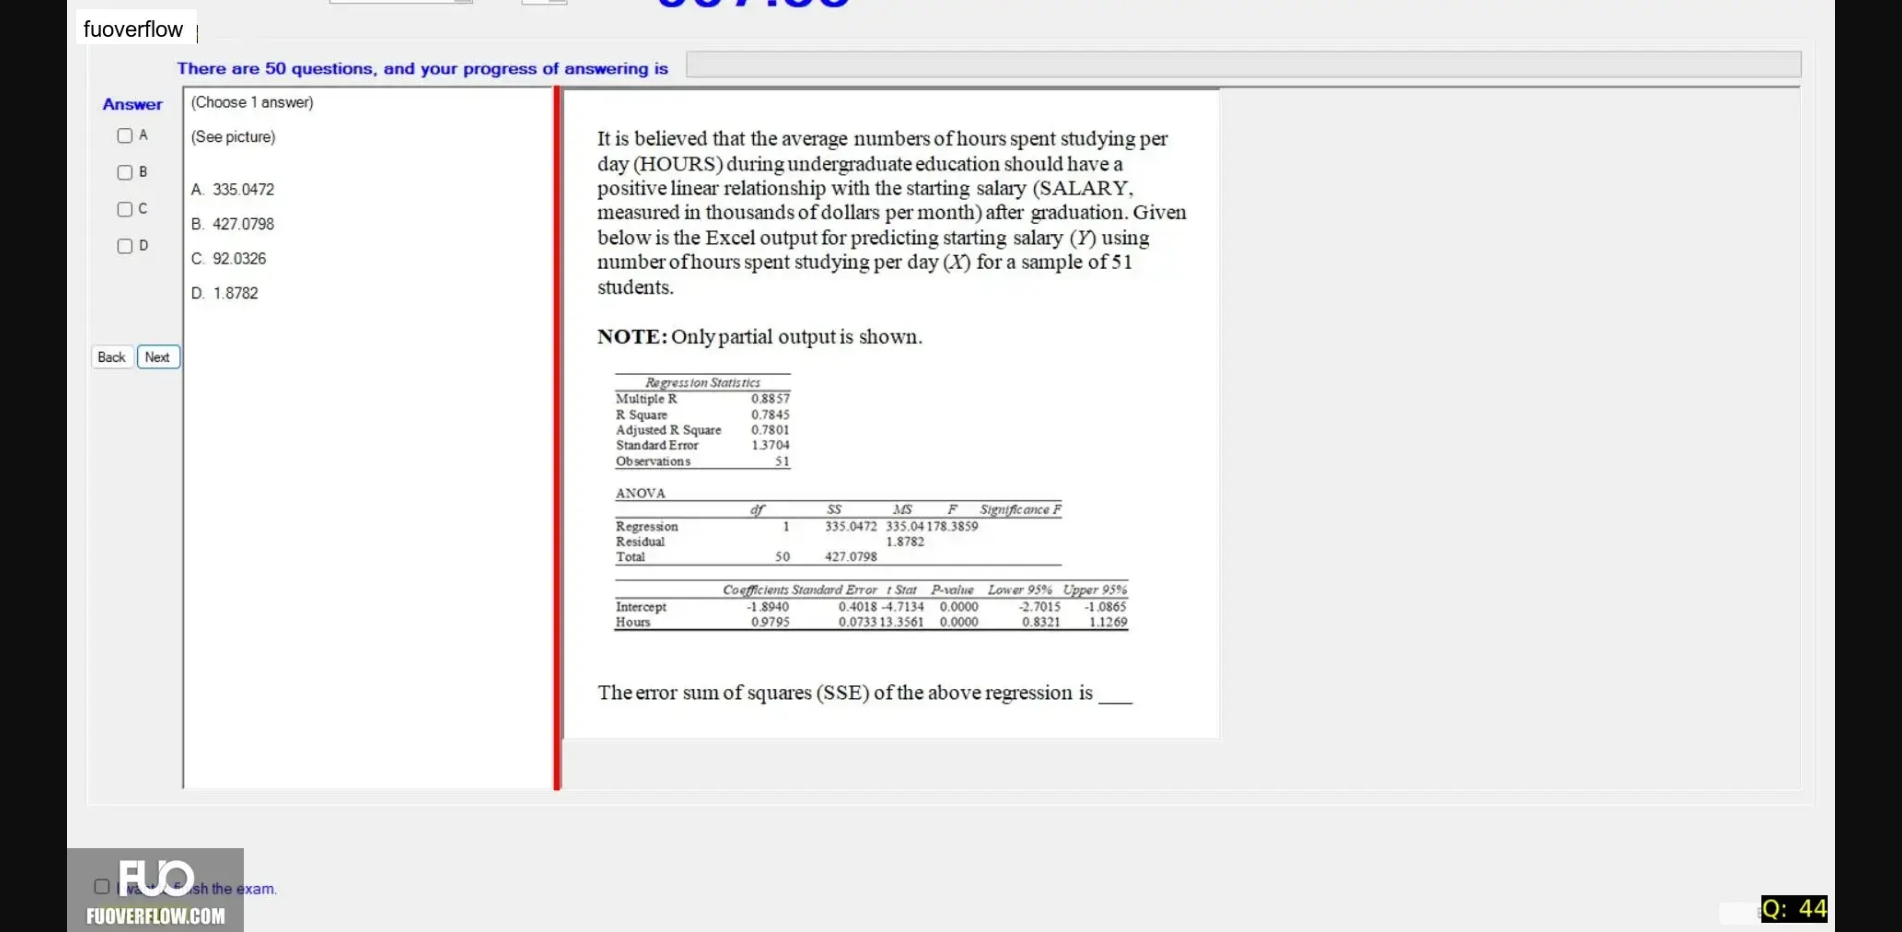 fuoverflow
There are 50 questions, and your progress of answering is
Answer
A
B
C
D
Back Next
(Choose 1 answer)
(See picture)
A. 335.0472
B. 427.0798
C. 92.0326
D. 1.8782
It is believed that the average numbers of hours spent studying per
day (HOURS) during undergraduate education should have a
positive linear relationship with the starting salary (SALARY,
measured in thousands of dollars per month) after graduation. Given
below is the Excel output for predicting starting salary (Y) using
number of hours spent studying per day (X) for a sample of 51
students.
NOTE: Only partial output is shown.
Regression Statistics
Multiple R 0.8857
R Square 0.7845
Adjusted R Square 0.7801
Standard Error 1.3704
Observations 51
ANOVA
df SS MS F Significance F
Regression 1 335.0472 335.04 178.3859
Residual 1.8782
Total 50 427.0798
Coefficients Standard Error t Stat P-value Lower 95% Upper 95%
Intercept -1.8940 0.4018 -4.7134 0.0000 -2.7015 -1.0865
Hours 0.9795 0.0733 13.3561 0.0000 0.8321 1.1269
The error sum of squares (SSE) of the above regression is ___
FUO
the exam.
FUOVERFLOW.COM
Q: 44